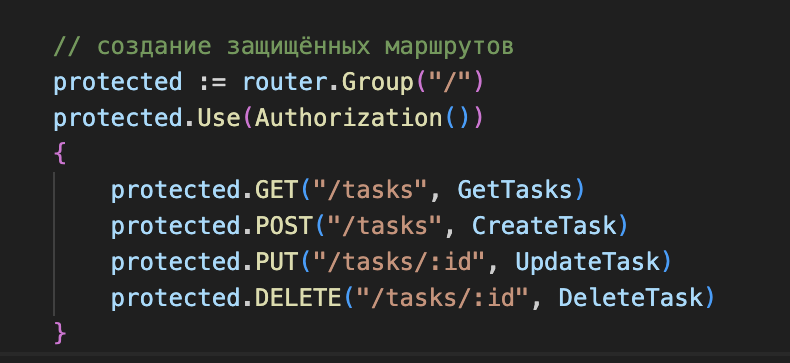 // создание защищённых маршрутов
protected := router.Group("/")
protected.Use(Authorization())
{
    protected.GET("/tasks", GetTasks)
    protected.POST("/tasks", CreateTask)
    protected.PUT("/tasks/:id", UpdateTask)
    protected.DELETE("/tasks/:id", DeleteTask)
}